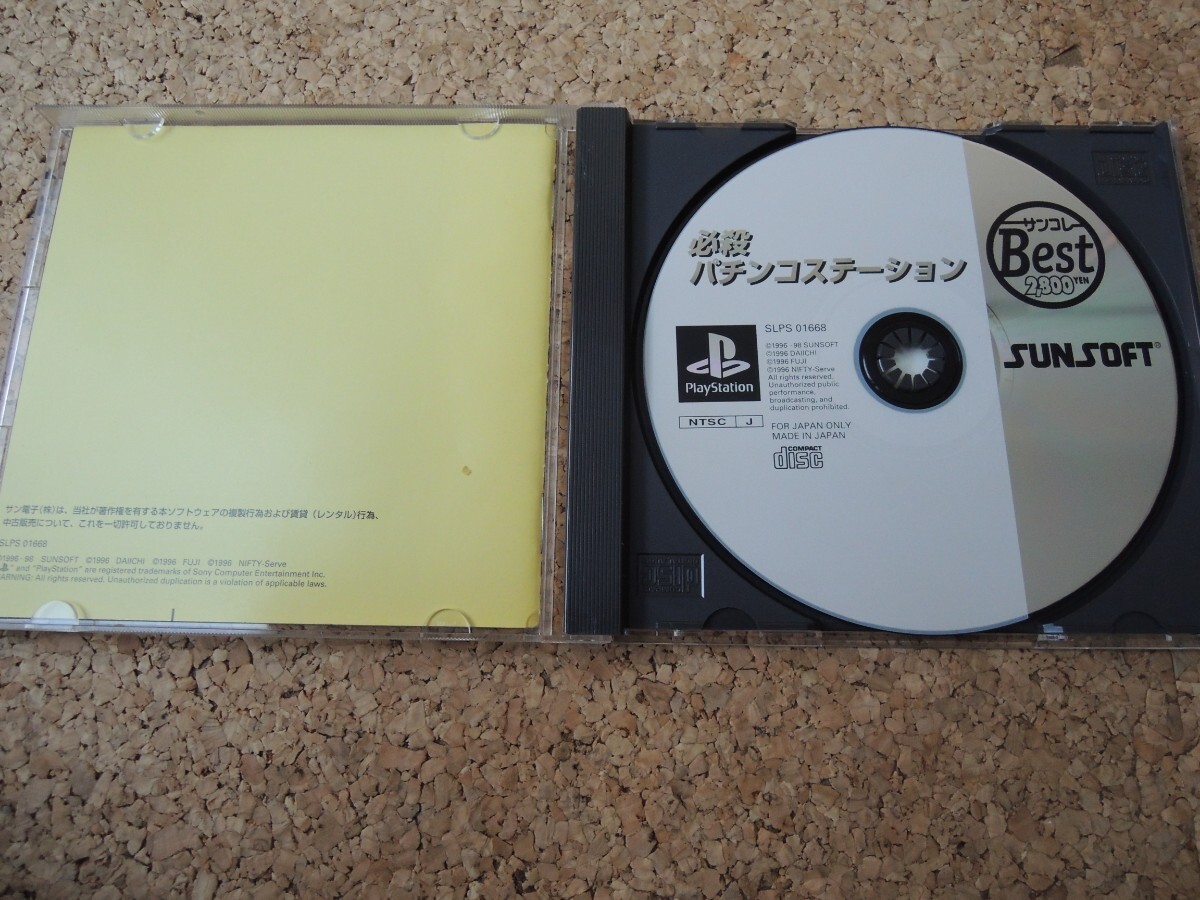 サン電子(株)は、当社が著作権を有する本ソフトウェアの複製行為および賃貸(レンタル)行為、
中古販売について、これを一切許可しておりません。
SLPS 01668
©1996・98 SUNSOFT ©1996 DAIICHI ©1996 FUJI ©1996 NIFTY-Serve
" and "PlayStation" are registered trademarks of Sony Computer Entertainment Inc.
WARNING: All rights reserved. Unauthorized duplication is a violation of applicable laws.
必殺
パチンコステーション
サンコレ
Best
2,800YEN
SUNSOFT®
PlayStation
NTSC J
SLPS 01668
©1996・98 SUNSOFT
©1996 DAIICHI
©1996 FUJI
©1996 NIFTY-Serve
All rights reserved.
Unauthorized public
performance,
broadcasting, and
duplication prohibited.
FOR JAPAN ONLY
MADE IN JAPAN
COMPACT
disc